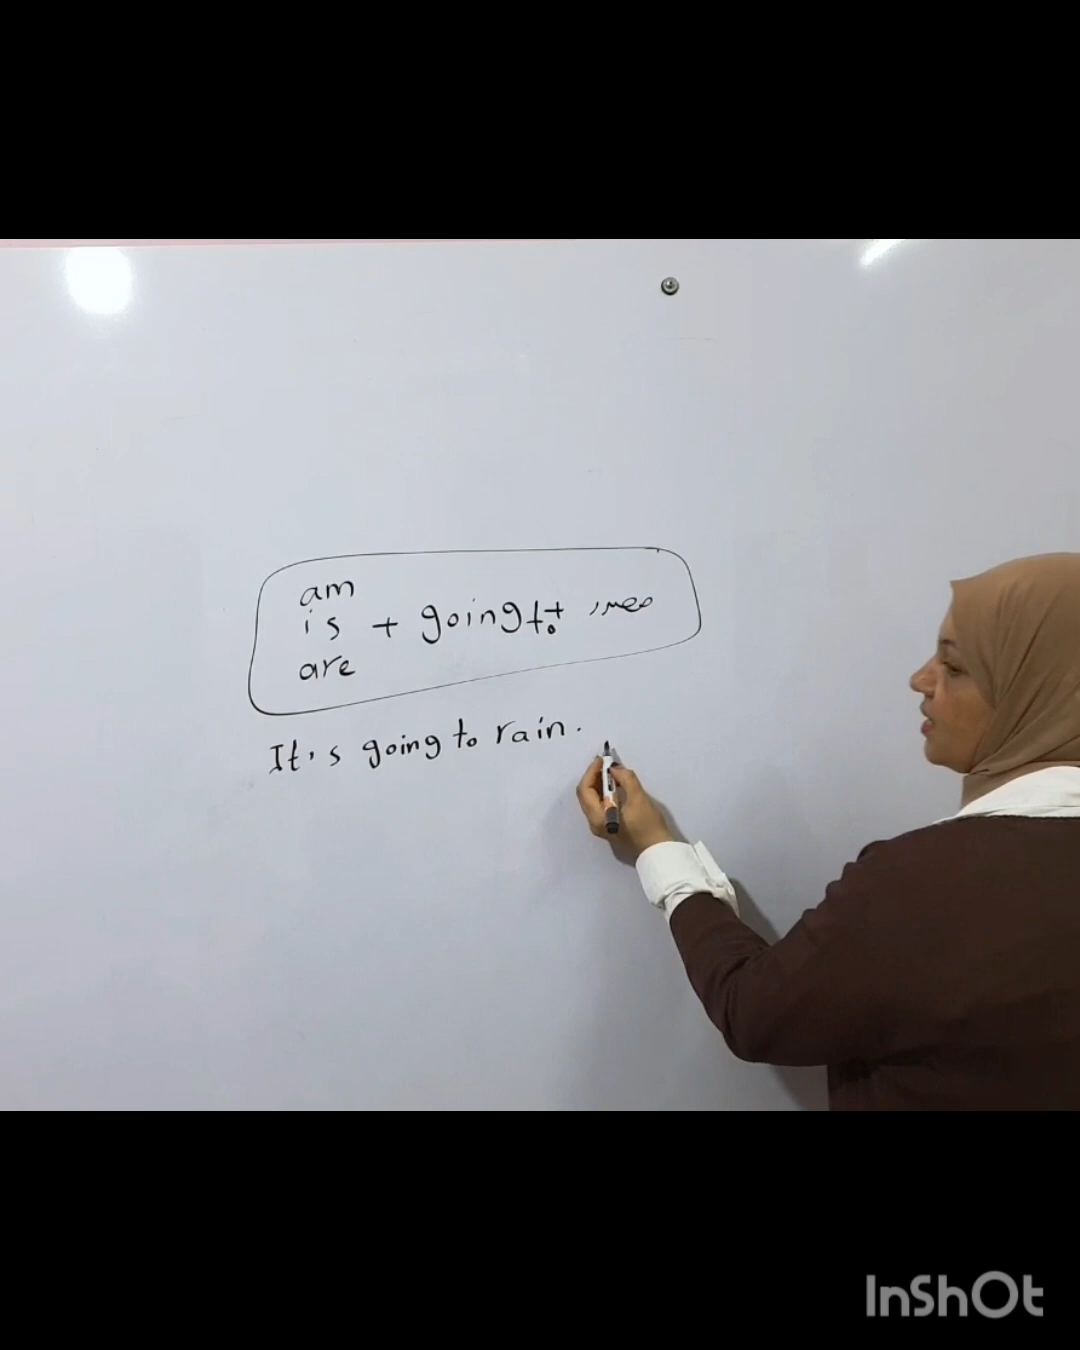 am
is + going to + مصدر
are
It's going to rain.
InShOt